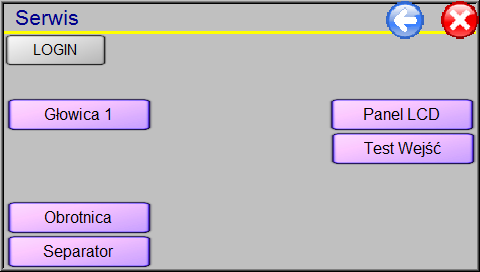 Serwis
LOGIN
Głowica 1
Panel LCD
Test Wejść
Obrotnica
Separator